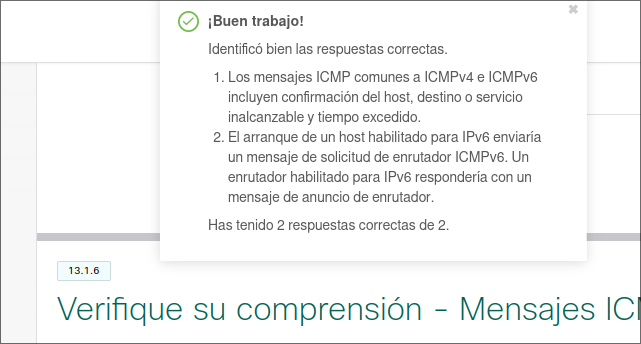 ¡Buen trabajo!
Identificó bien las respuestas correctas.
1. Los mensajes ICMP comunes a ICMPv4 e ICMPv6
incluyen confirmación del host, destino o servicio
inalcanzable y tiempo excedido.
2. El arranque de un host habilitado para IPv6 enviaría
un mensaje de solicitud de enrutador ICMPv6. Un
enrutador habilitado para IPv6 respondería con un
mensaje de anuncio de enrutador.
Has tenido 2 respuestas correctas de 2.
13.1.6
Verifique su comprensión - Mensajes